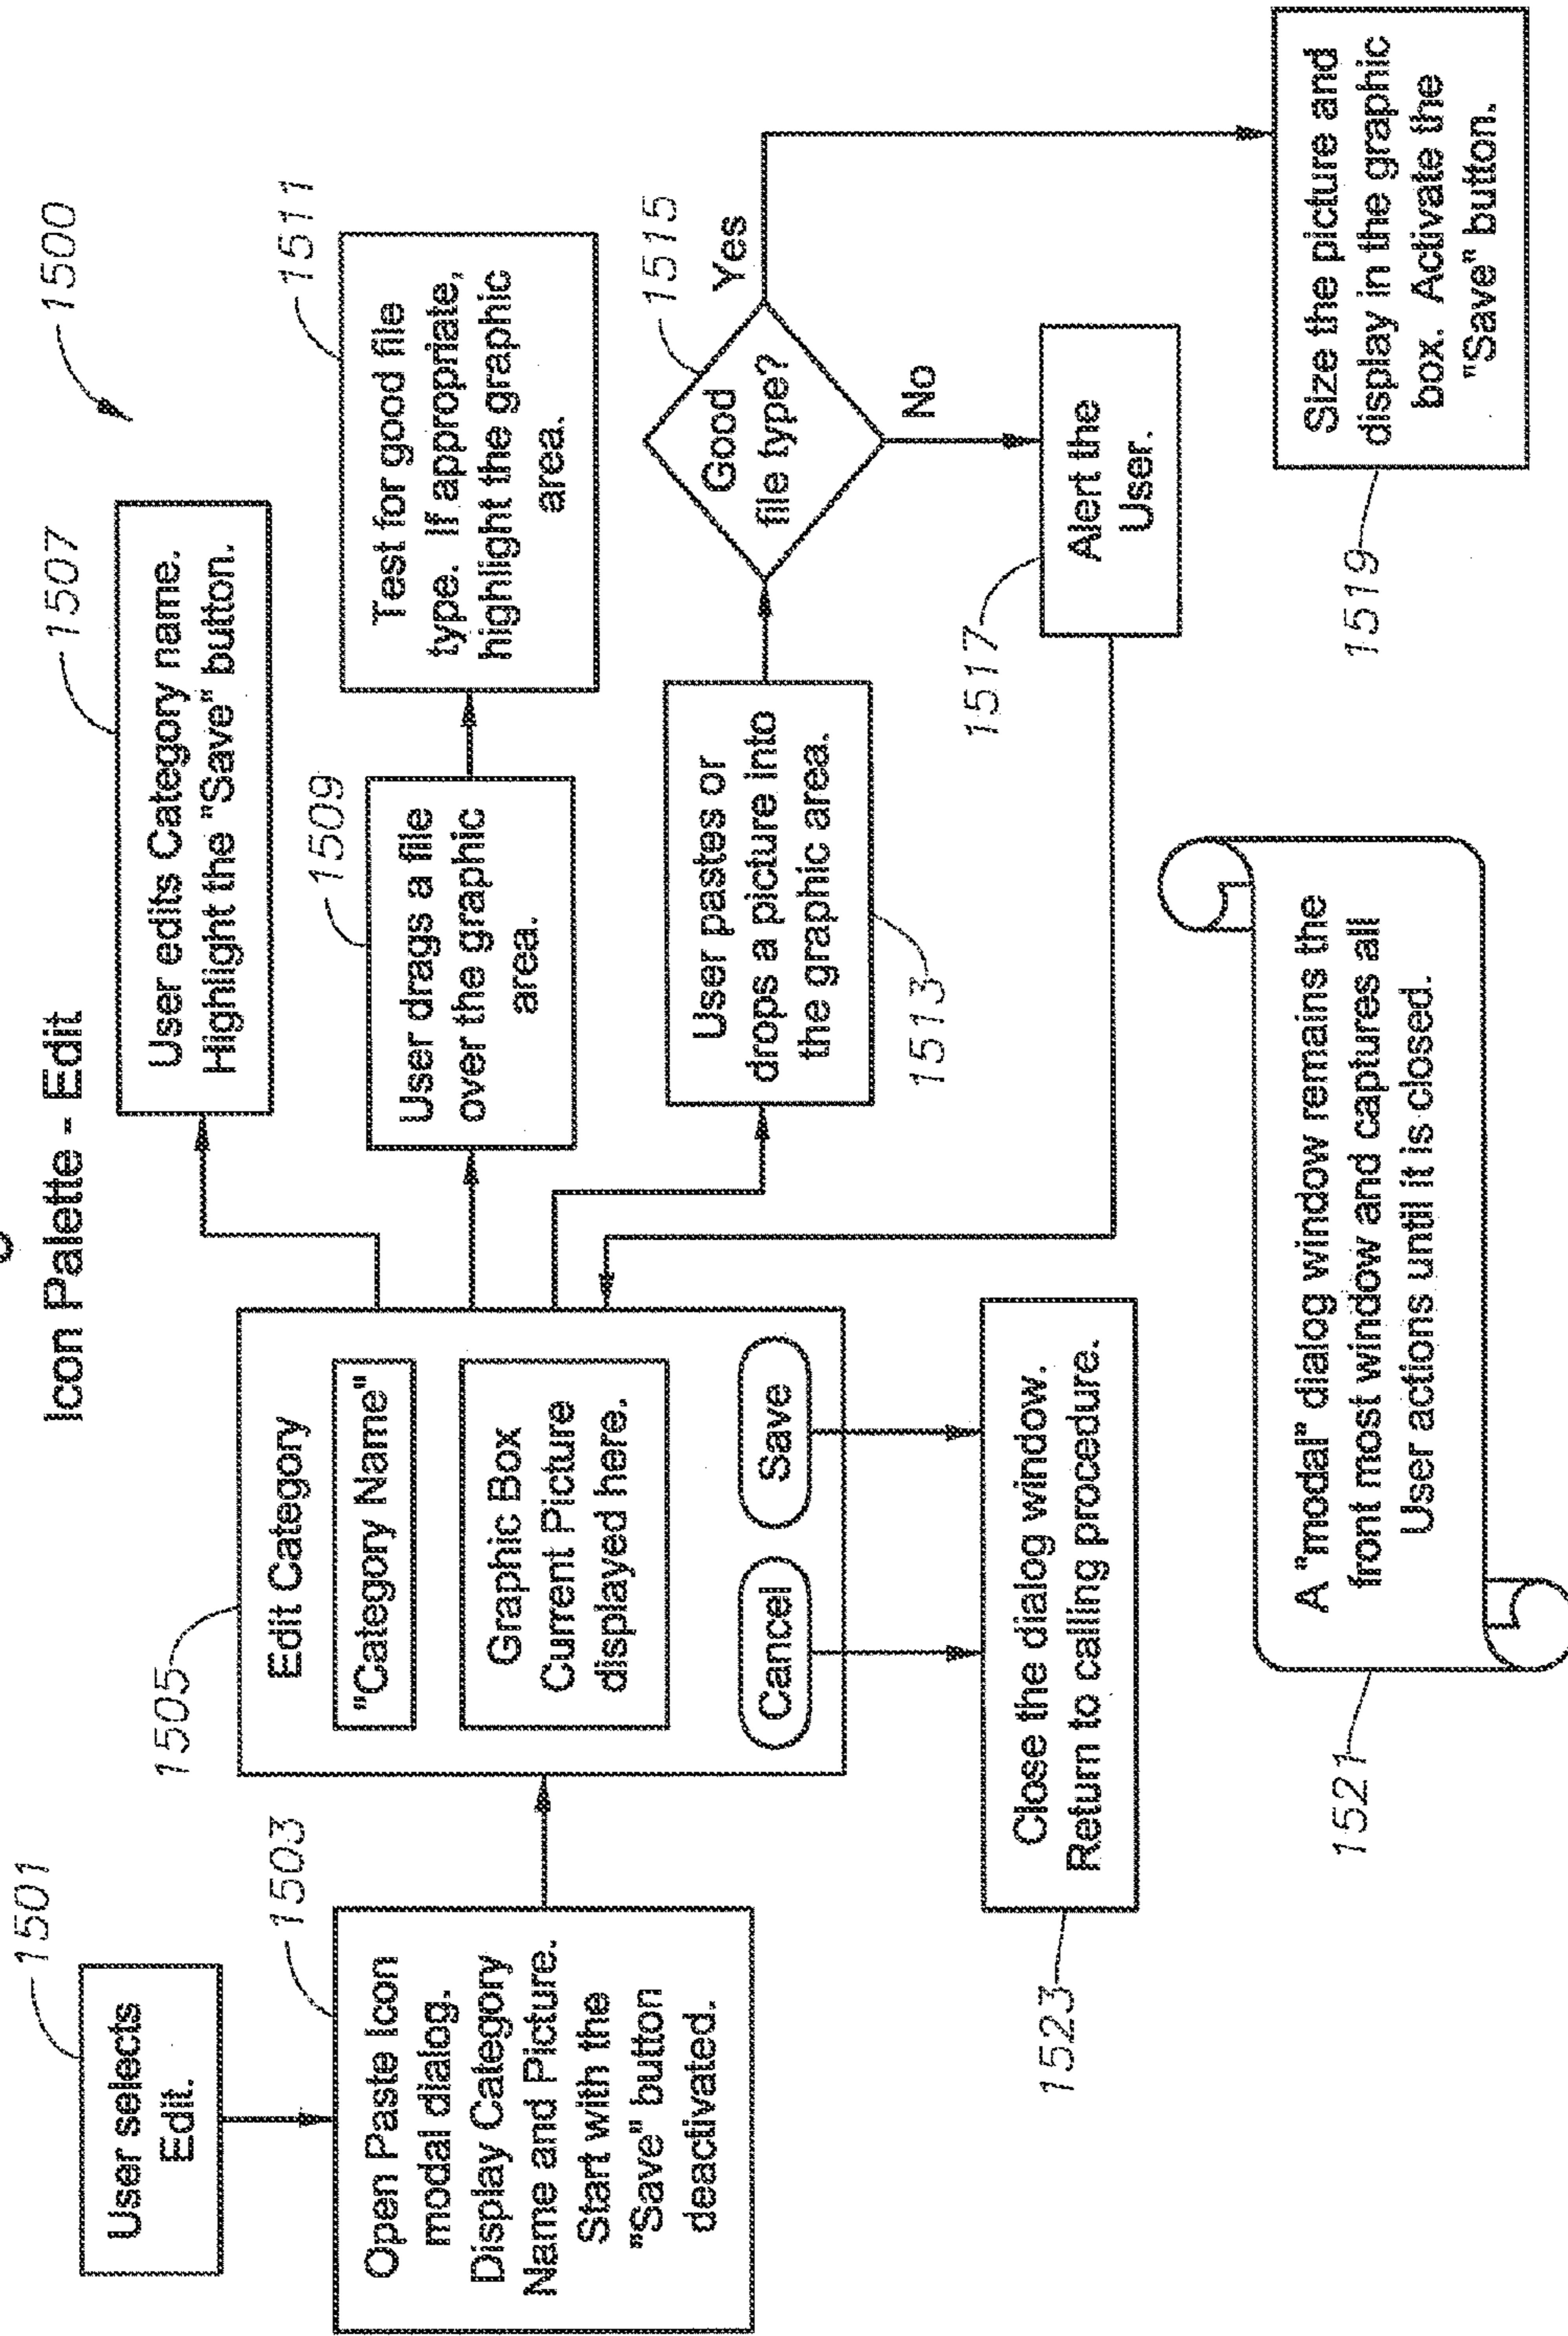 Icon Palette - Edit
1500
1501
User selects
Edit.
1503
Open Paste Icon
modal dialog.
Display Category
Name and Picture.
Start with the
"Save" button
deactivated.
1505
Edit Category
"Category Name"
Graphic Box
Current Picture
displayed here.
Cancel
Save
1507
User edits Category name.
Highlight the "Save" button.
1509
User drags a file
over the graphic
area.
1511
Test for good file
type. If appropriate,
highlight the graphic
area.
User pastes or
drops a picture into
the graphic area.
1513
1515
Good
file type?
Yes
No
1517
Alert the
User.
Size the picture and
display in the graphic
box. Activate the
"Save" button.
1519
Close the dialog window.
Return to calling procedure.
1523
A "modal" dialog window remains the
front most window and captures all
User actions until it is closed.
1521